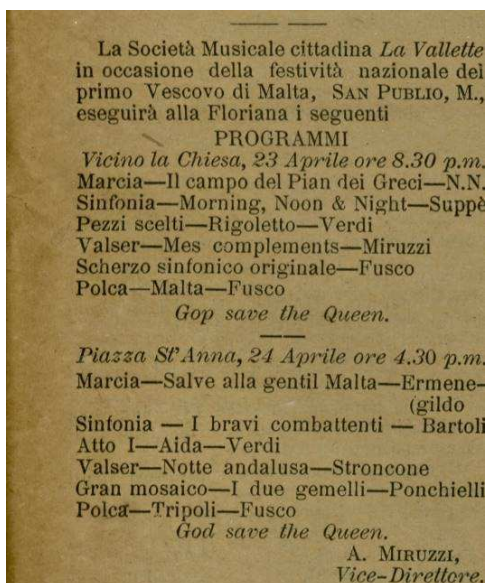 La Società Musicale cittadina La Vallette
in occasione della festività nazionale del
primo Vescovo di Malta, SAN PUBLIO, M.,
eseguirà alla Floriana i seguenti
PROGRAMMI
Vicino la Chiesa, 23 Aprile ore 8.30 p.m.
Marcia—Il campo del Pian dei Greci—N.N.
Sinfonia—Morning, Noon & Night—Suppè
Pezzi scelti—Rigoletto—Verdi
Valser—Mes complements—Miruzzi
Scherzo sinfonico originale—Fusco
Polca—Malta—Fusco
Gop save the Queen.
Piazza St'Anna, 24 Aprile ore 4.30 p.m.
Marcia—Salve alla gentil Malta—Ermene-
(gildo
Sinfonia — I bravi combattenti — Bartoli
Atto I—Aida—Verdi
Valser—Notte andalusa—Stroncone
Gran mosaico—I due gemelli—Ponchielli
Polca—Tripoli—Fusco
God save the Queen.
A. MIRUZZI,
Vice-Direttore.